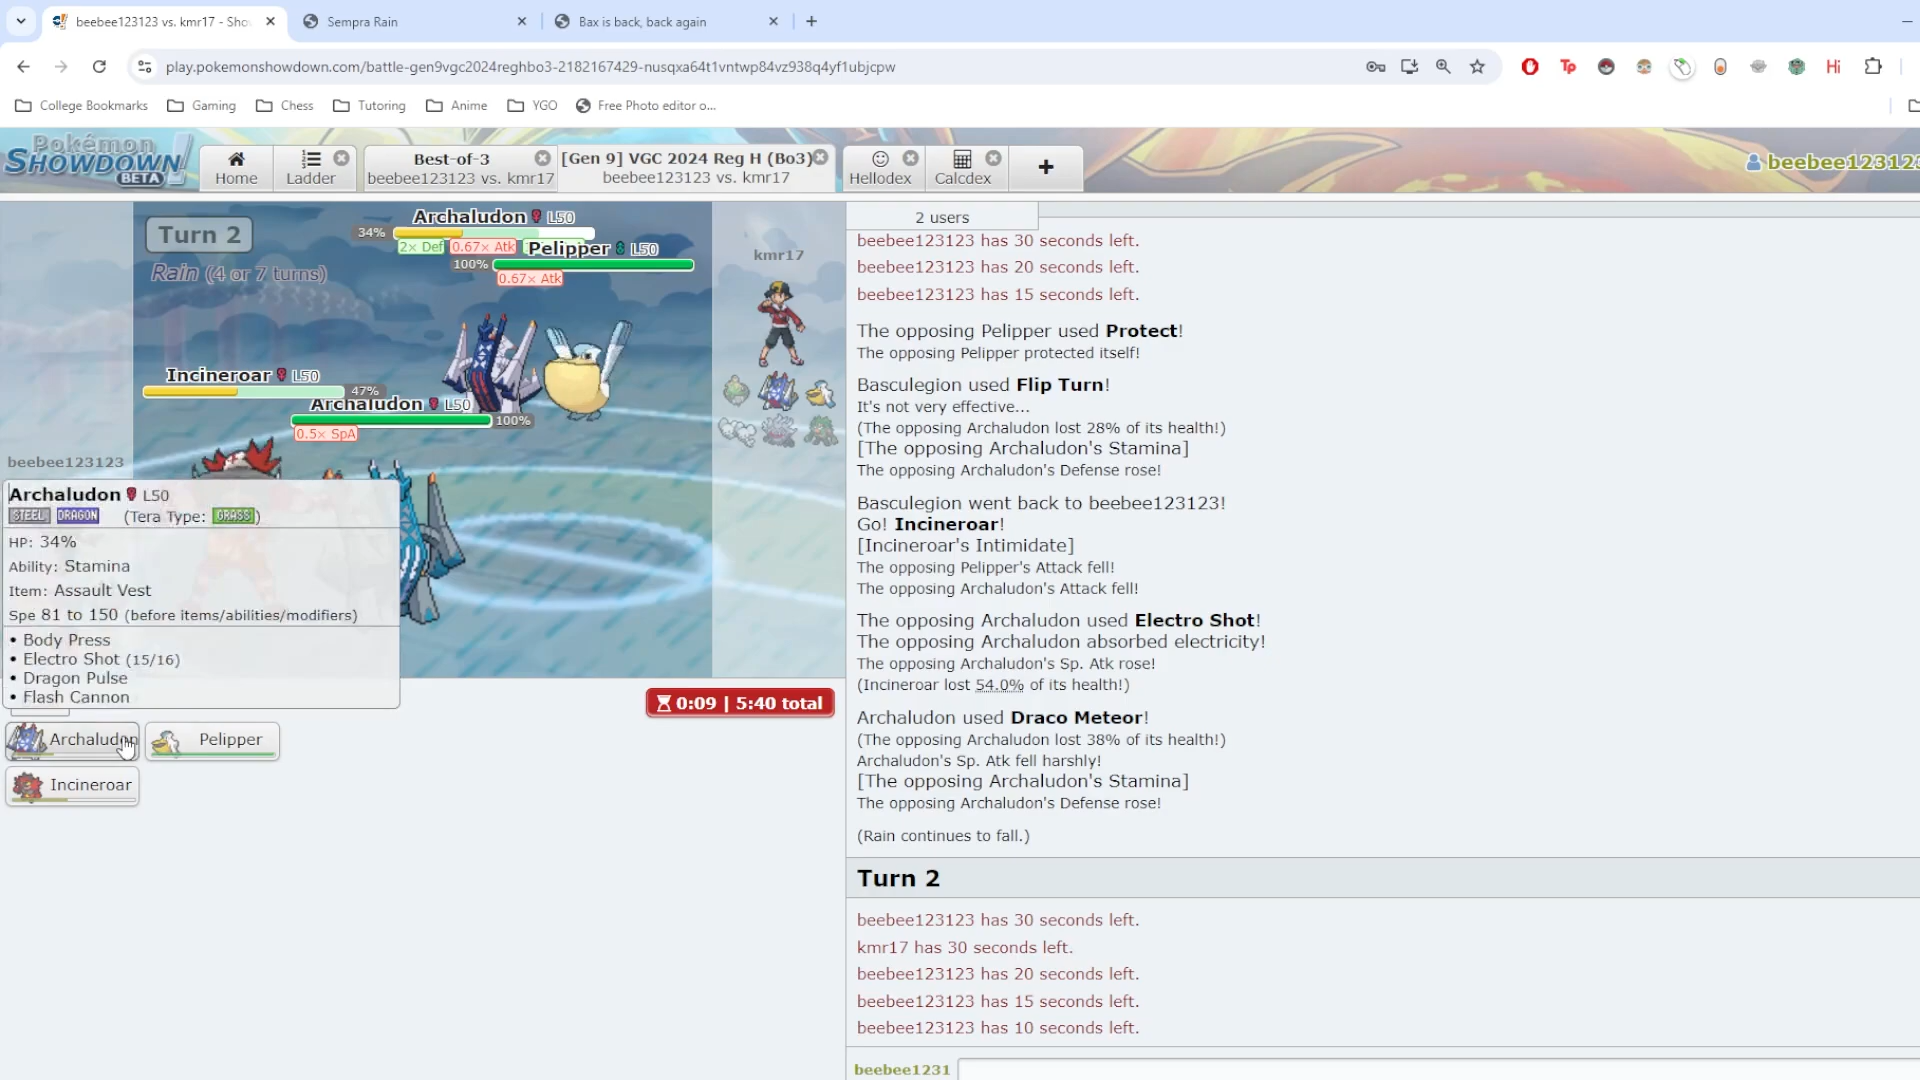 beebee123123 vs. kmr17 - Sho
Sempra Rain
Bax is back, back again
play.pokemonshowdown.com/battle-gen9vgc2024reghbo3-2182167429-nusqxa64t1vntwp84vz938q4yf1ubjcpw
Tp
Hi
College Bookmarks
Gaming
Chess
Tutoring
Anime
YGO
Free Photo editor o...
Pokémon
SHOWDOWN!
BETA
Home
Ladder
Best-of-3
beebee123123 vs. kmr17
[Gen 9] VGC 2024 Reg H (Bo3)
beebee123123 vs. kmr17
Hellodex
Calcdex
beebee123123
Turn 2
Rain (4 or 7 turns)
Archaludon L50
34%
2× Def 0.67× Atk
Pelipper L50
100%
0.67× Atk
kmr17
Incineroar L50
47%
Archaludon L50
100%
0.5× SpA
beebee123123
Archaludon L50
STEEL DRAGON (Tera Type: GRASS)
HP: 34%
Ability: Stamina
Item: Assault Vest
Spe 81 to 150 (before items/abilities/modifiers)
• Body Press
• Electro Shot (15/16)
• Dragon Pulse
• Flash Cannon
0:09 | 5:40 total
Archaludon
Pelipper
Incineroar
2 users
beebee123123 has 30 seconds left.
beebee123123 has 20 seconds left.
beebee123123 has 15 seconds left.
The opposing Pelipper used Protect!
The opposing Pelipper protected itself!
Basculegion used Flip Turn!
It's not very effective...
(The opposing Archaludon lost 28% of its health!)
[The opposing Archaludon's Stamina]
The opposing Archaludon's Defense rose!
Basculegion went back to beebee123123!
Go! Incineroar!
[Incineroar's Intimidate]
The opposing Pelipper's Attack fell!
The opposing Archaludon's Attack fell!
The opposing Archaludon used Electro Shot!
The opposing Archaludon absorbed electricity!
The opposing Archaludon's Sp. Atk rose!
(Incineroar lost 54.0% of its health!)
Archaludon used Draco Meteor!
(The opposing Archaludon lost 38% of its health!)
Archaludon's Sp. Atk fell harshly!
[The opposing Archaludon's Stamina]
The opposing Archaludon's Defense rose!
(Rain continues to fall.)
Turn 2
beebee123123 has 30 seconds left.
kmr17 has 30 seconds left.
beebee123123 has 20 seconds left.
beebee123123 has 15 seconds left.
beebee123123 has 10 seconds left.
beebee1231